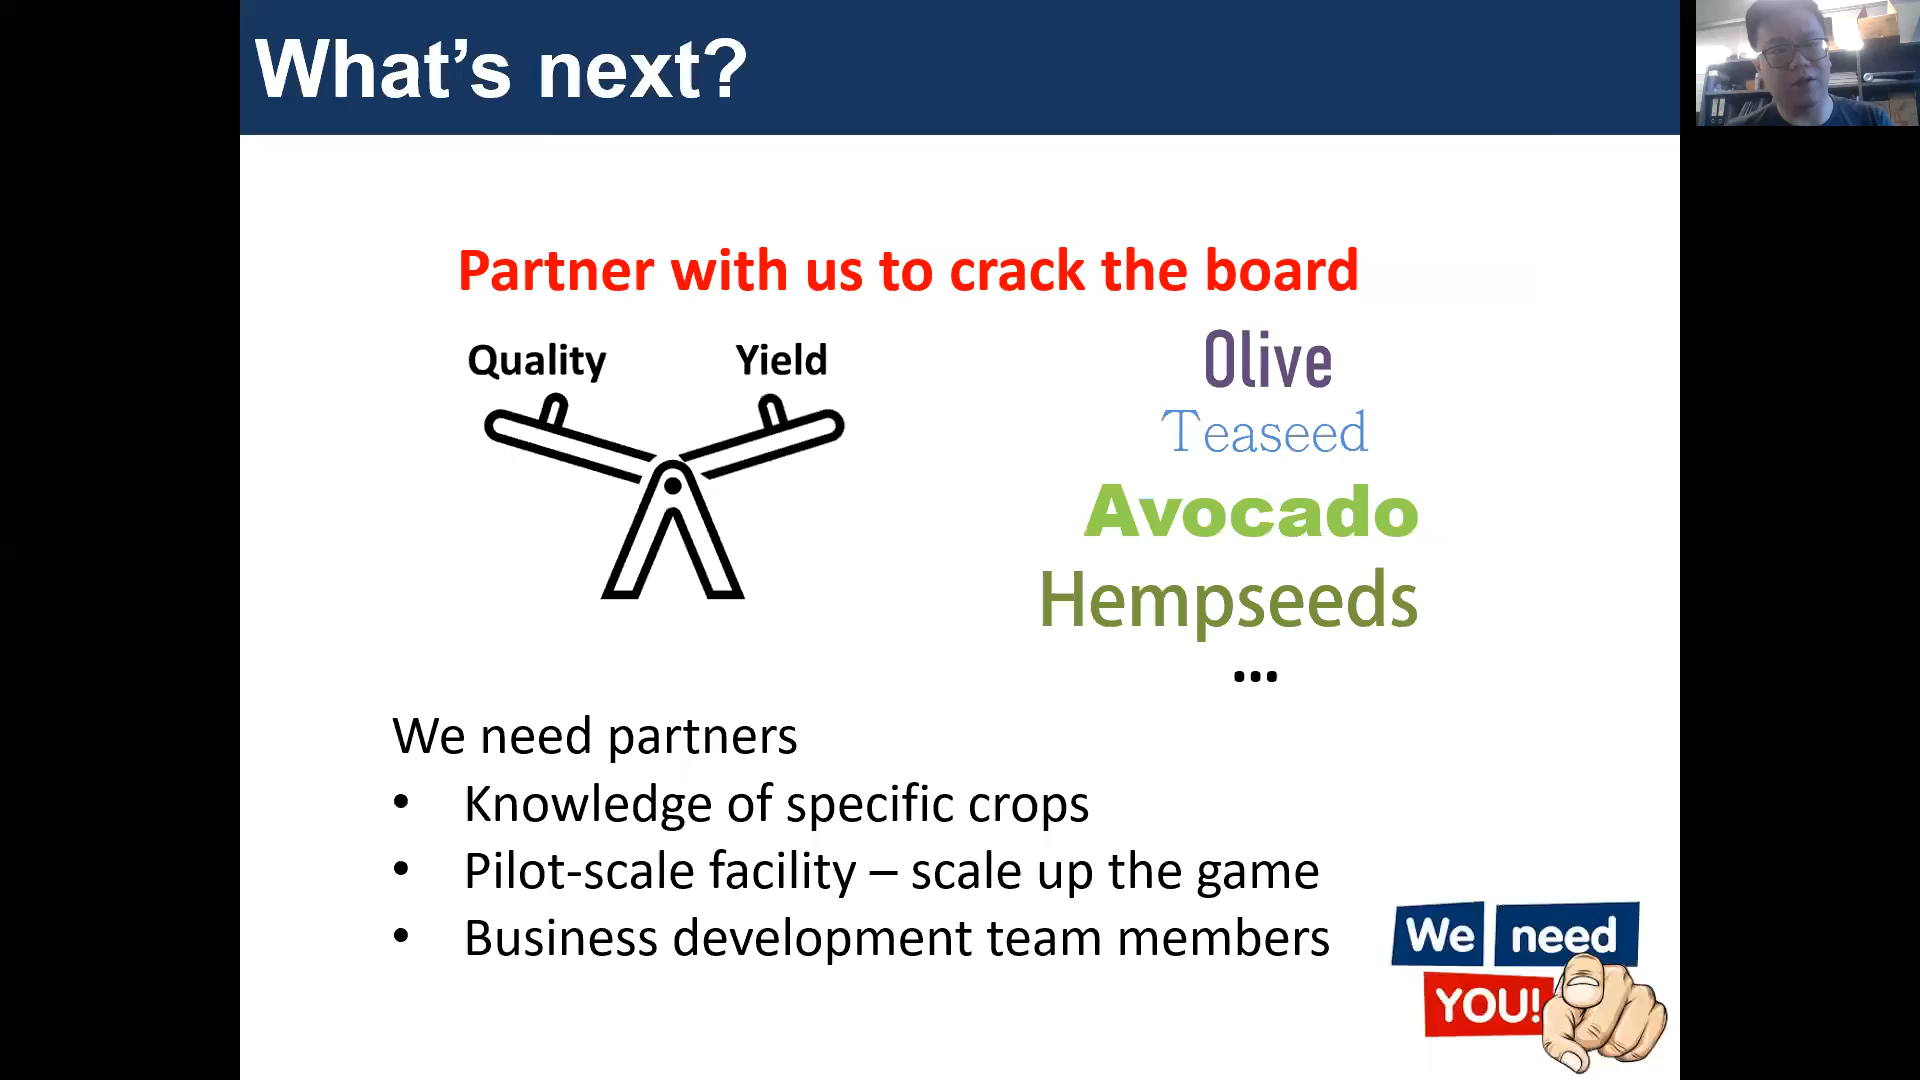 What's next?
Partner with us to crack the board
Quality Yield
Olive
Teaseed
Avocado
Hempseeds
...
We need partners
• Knowledge of specific crops
• Pilot-scale facility – scale up the game
• Business development team members
We need
YOU!